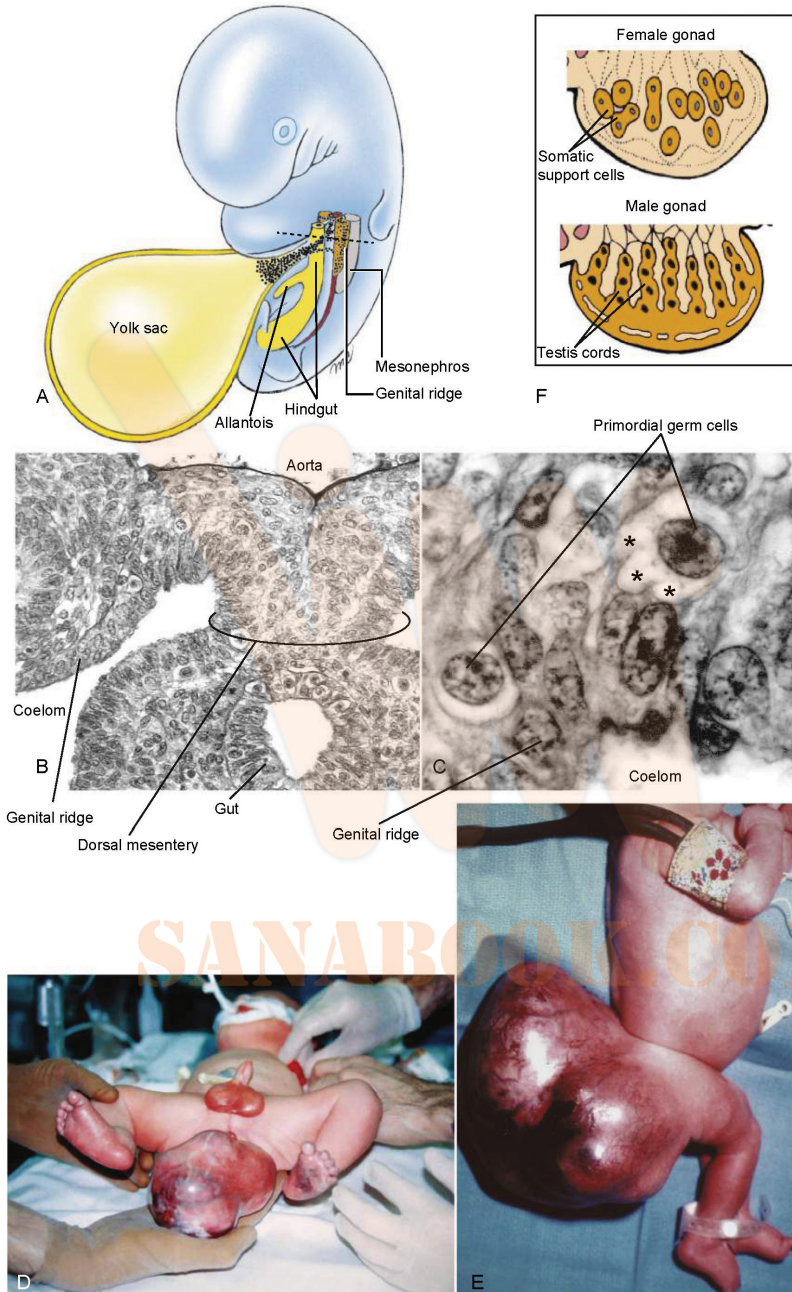 Yolk sac
Mesonephros
Genital ridge
Hindgut
Allantois
A
Female gonad
Somatic
support cells
Male gonad
Testis cords
F
Primordial germ cells
Aorta
Coelom
B
Genital ridge
Gut
Dorsal mesentery
*
*
*
C
Coelom
Genital ridge
SANABOOK.CO
D
E